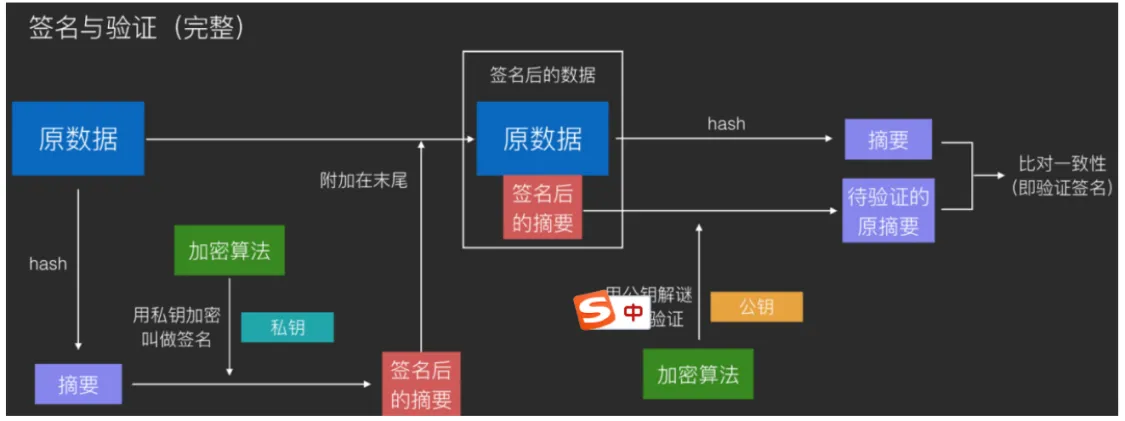 签名与验证（完整）
签名后的数据
原数据
原数据
hash
摘要
附加在末尾
签名后
的摘要
待验证的
原摘要
比对一致性
(即验证签名)
hash
加密算法
用私钥加密
叫做签名
私钥
摘要
签名后
的摘要
用公钥解谜
验证
中
公钥
加密算法